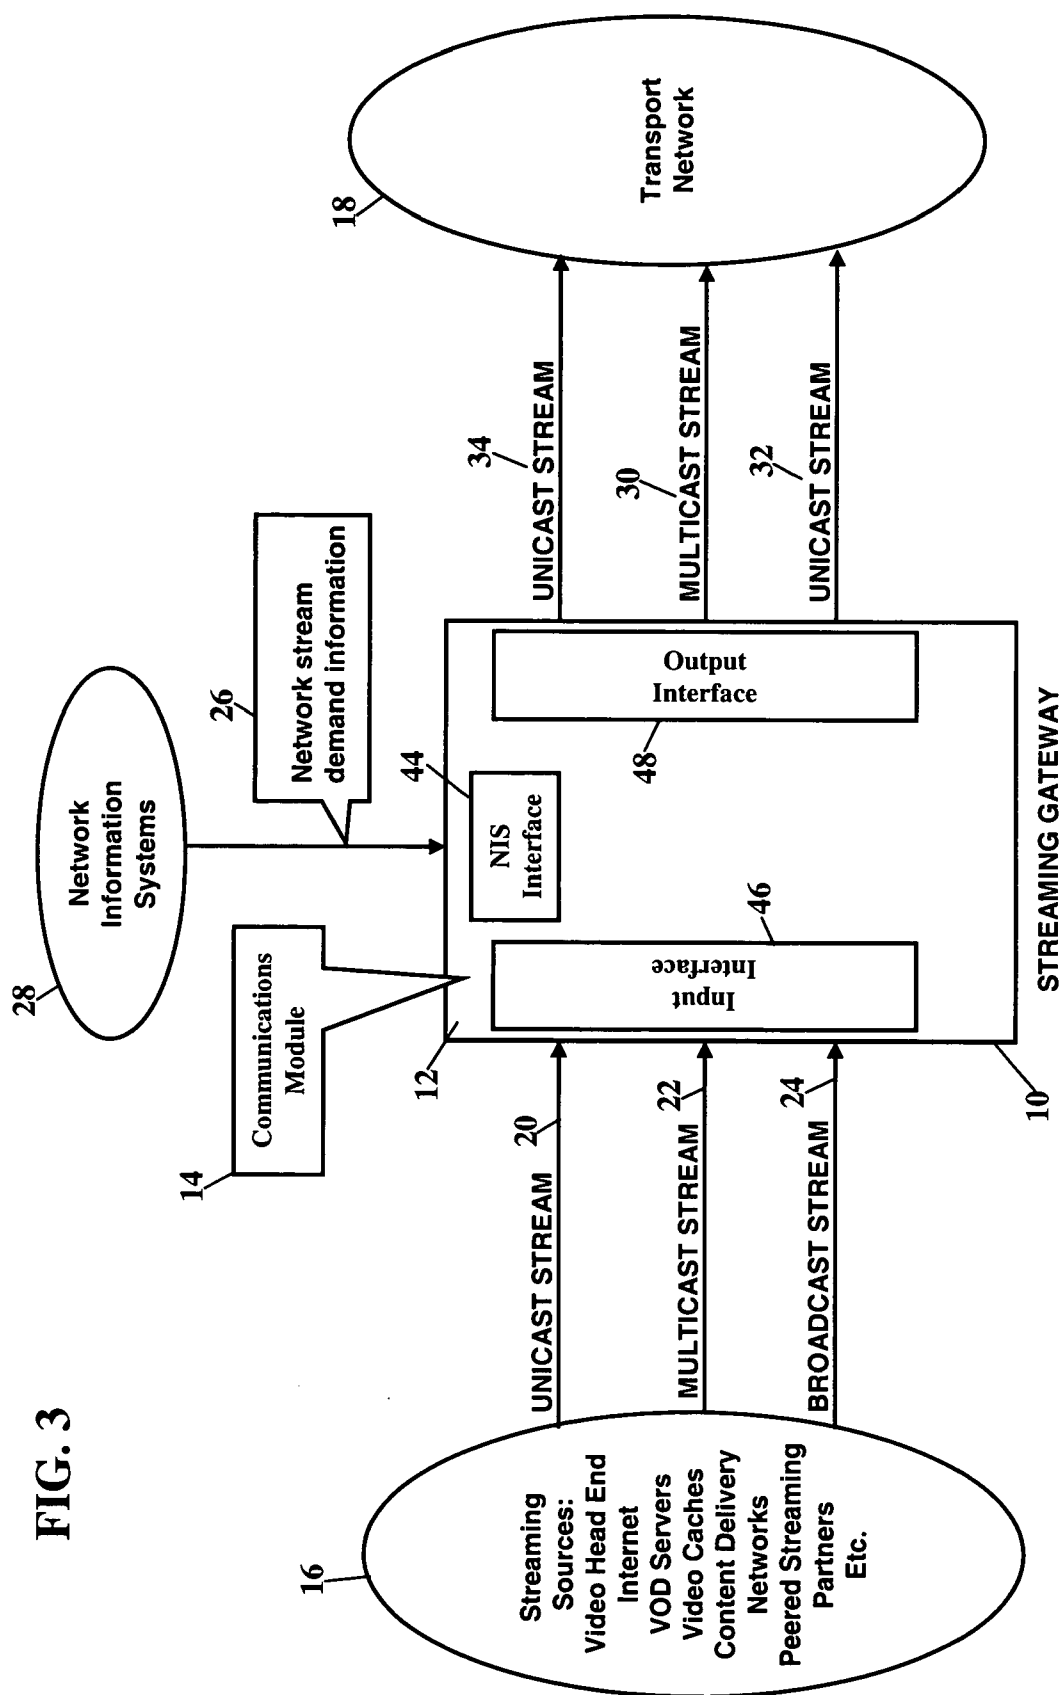 FIG. 3
28
Network
Information
Systems
14
Communications
Module
26
Network stream
demand information
16
Streaming
Sources:
Video Head End
Internet
VOD Servers
Video Caches
Content Delivery
Networks
Peered Streaming
Partners
Etc.
UNICAST STREAM
20
MULTICAST STREAM
22
BROADCAST STREAM
24
12
44
NIS
Interface
46
Input
Interface
48
Output
Interface
10
STREAMING GATEWAY
34
UNICAST STREAM
30
MULTICAST STREAM
32
UNICAST STREAM
18
Transport
Network